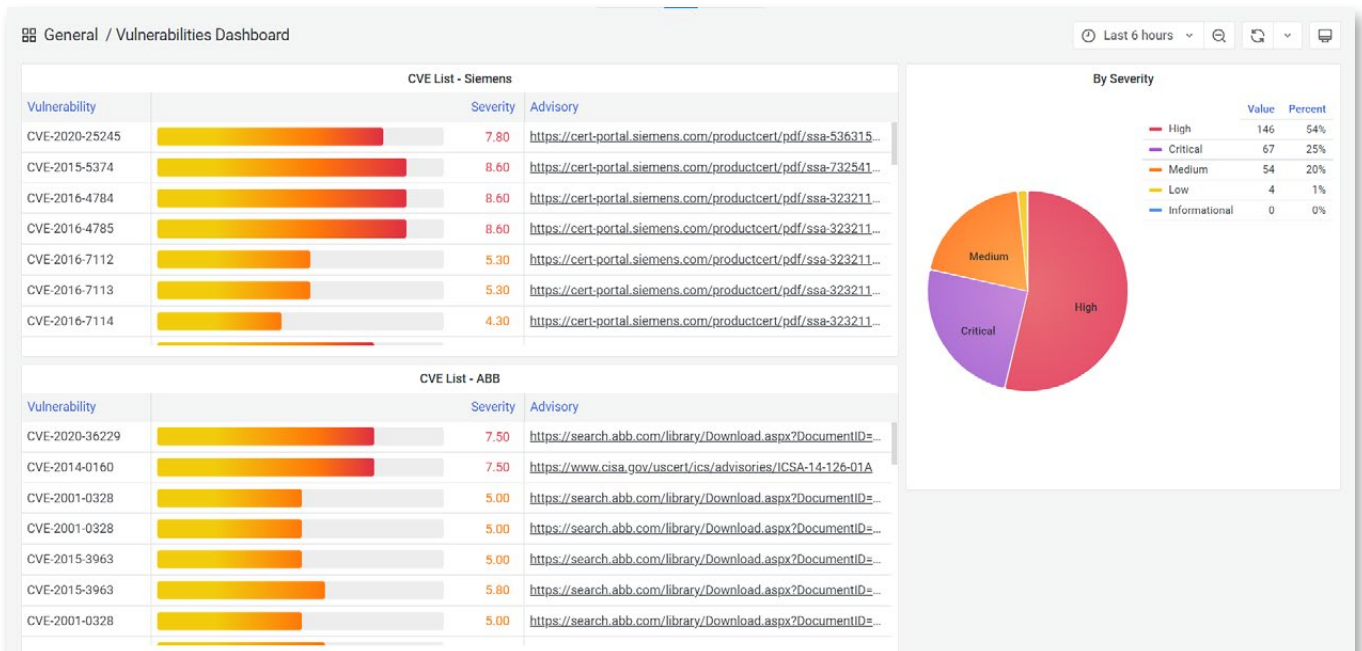 General / Vulnerabilities Dashboard
Last 6 hours
CVE List - Siemens
Vulnerability Severity Advisory
CVE-2020-25245 7.80 https://cert-portal.siemens.com/productcert/pdf/ssa-536315...
CVE-2015-5374 8.60 https://cert-portal.siemens.com/productcert/pdf/ssa-732541...
CVE-2016-4784 8.60 https://cert-portal.siemens.com/productcert/pdf/ssa-323211...
CVE-2016-4785 8.60 https://cert-portal.siemens.com/productcert/pdf/ssa-323211...
CVE-2016-7112 5.30 https://cert-portal.siemens.com/productcert/pdf/ssa-323211...
CVE-2016-7113 5.30 https://cert-portal.siemens.com/productcert/pdf/ssa-323211...
CVE-2016-7114 4.30 https://cert-portal.siemens.com/productcert/pdf/ssa-323211...
CVE List - ABB
Vulnerability Severity Advisory
CVE-2020-36229 7.50 https://search.abb.com/library/Download.aspx?DocumentID=...
CVE-2014-0160 7.50 https://www.cisa.gov/uscert/ics/advisories/ICSA-14-126-01A
CVE-2001-0328 5.00 https://search.abb.com/library/Download.aspx?DocumentID=...
CVE-2001-0328 5.00 https://search.abb.com/library/Download.aspx?DocumentID=...
CVE-2015-3963 5.00 https://search.abb.com/library/Download.aspx?DocumentID=...
CVE-2015-3963 5.80 https://search.abb.com/library/Download.aspx?DocumentID=...
CVE-2001-0328 5.00 https://search.abb.com/library/Download.aspx?DocumentID=...
By Severity
Value Percent
High 146 54%
Critical 67 25%
Medium 54 20%
Low 4 1%
Informational 0 0%
Medium
High
Critical